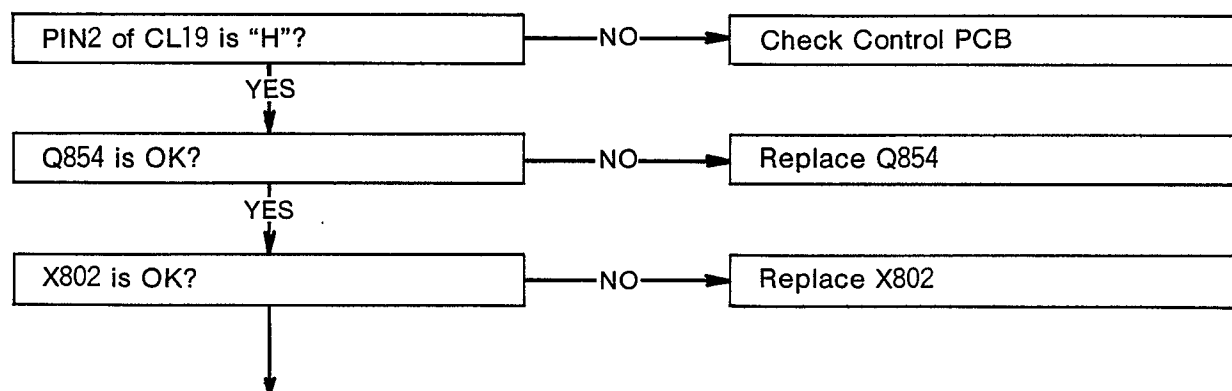 PIN2 of CL19 is “H”?
NO
Check Control PCB
YES
Q854 is OK?
NO
Replace Q854
YES
X802 is OK?
NO
Replace X802